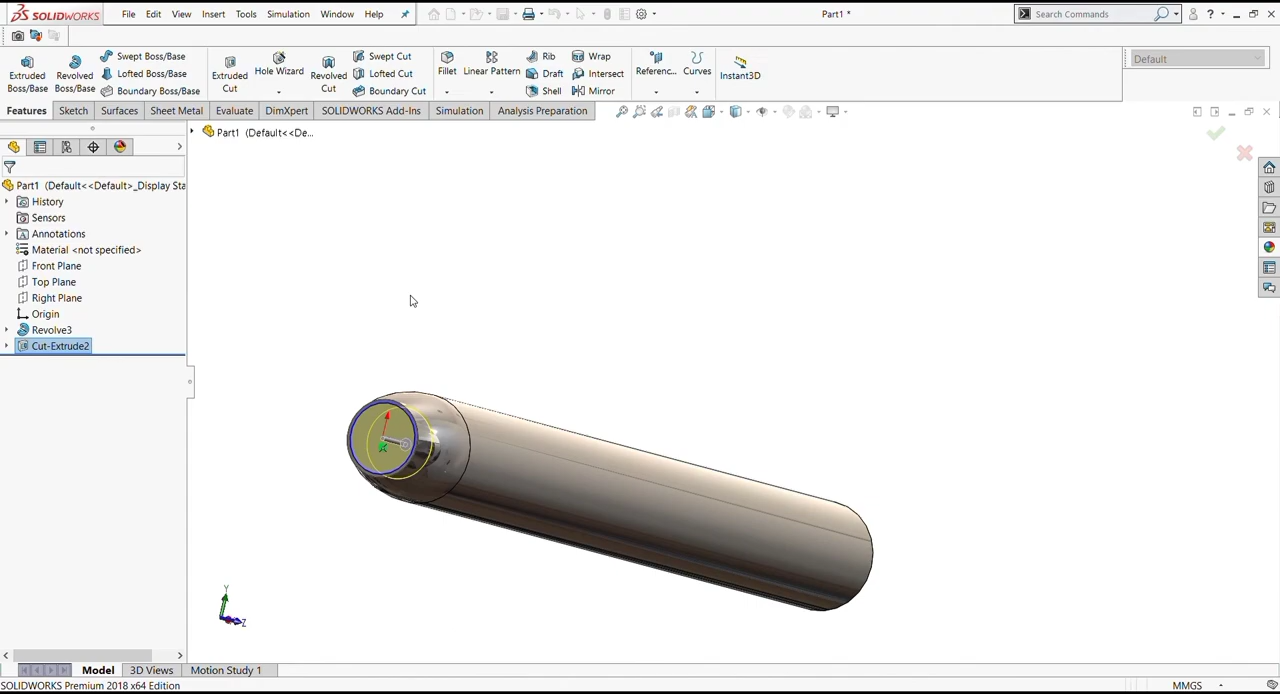 SOLIDWORKS File Edit View Insert Tools Simulation Window Help Part1 * Search Commands ?
Extruded Boss/Base
Revolved Boss/Base
Swept Boss/Base
Lofted Boss/Base
Boundary Boss/Base
Extruded Cut
Hole Wizard
Revolved Cut
Swept Cut
Lofted Cut
Boundary Cut
Fillet
Linear Pattern
Rib
Draft
Shell
Wrap
Intersect
Mirror
Referenc...
Curves
Instant3D
Default
Features Sketch Surfaces Sheet Metal Evaluate DimXpert SOLIDWORKS Add-Ins Simulation Analysis Preparation
Part1 (Default<<De...
Part1 (Default<<Default>_Display Sta
History
Sensors
Annotations
Material <not specified>
Front Plane
Top Plane
Right Plane
Origin
Revolve3
Cut-Extrude2
Y
Z
Model 3D Views Motion Study 1
SOLIDWORKS Premium 2018 x64 Edition MMGS